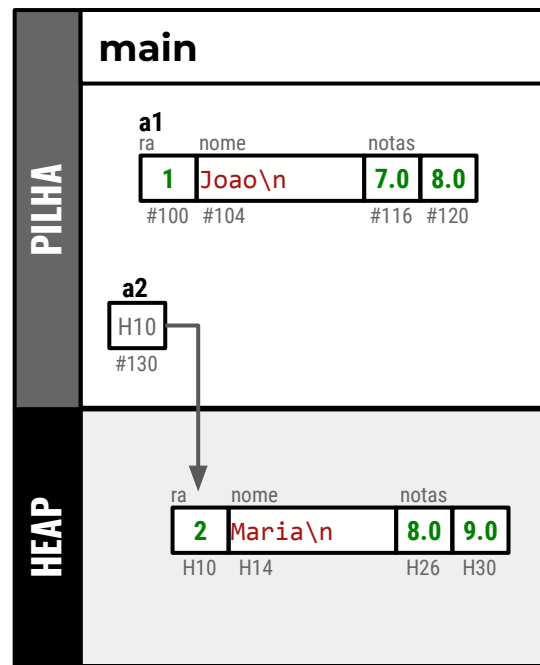 main
PILHA
a1
ra nome notas
1 Joao\n 7.0 8.0
#100 #104 #116 #120
a2
H10
#130
HEAP
ra nome notas
2 Maria\n 8.0 9.0
H10 H14 H26 H30